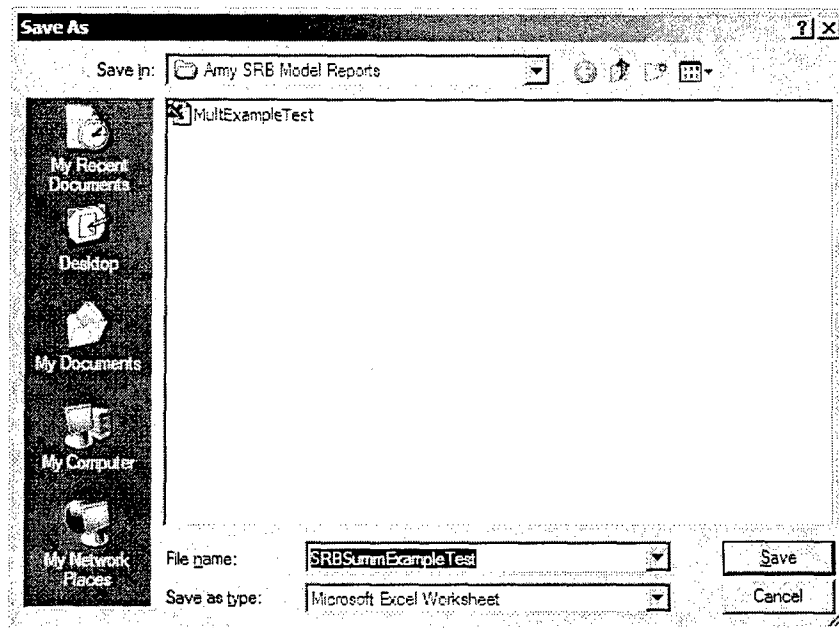 Save As
Save in: Army SRB Model Reports
MultExampleTest
My Recent
Documents
Desktop
My Documents
My Computer
My Network
Places
File name: SRBSummExampleTest
Save as type: Microsoft Excel Worksheet
Save
Cancel